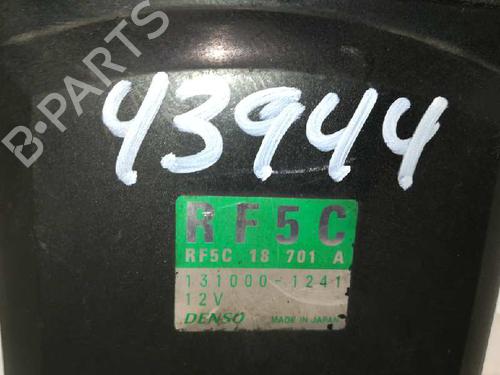 B-PARTS
43944
RF5C
RF5C 18 701 A
131000-1241
12V
DENSO MADE IN JAPAN